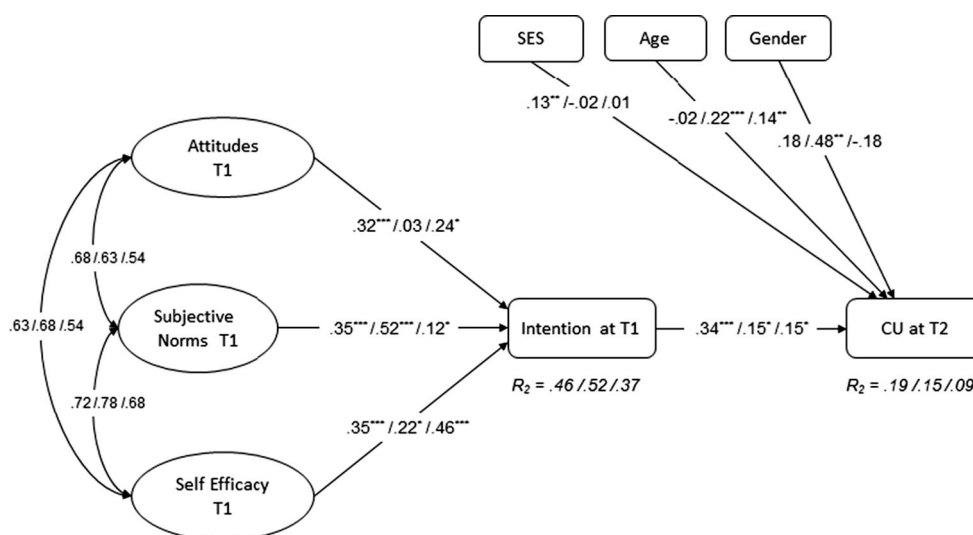 SES
Age
Gender
.13** /-.02 /.01
-.02 /.22*** /.14**
.18 /.48** /-.18
Attitudes
T1
.32*** /.03 /.24*
.68 /.63 /.54
.63 /.68 /.54
Subjective
Norms T1
.35*** /.52*** /.12*
Intention at T1
.34*** /.15* /.15*
CU at T2
R2 = .46 /.52 /.37
R2 = .19 /.15 /.09
.72 /.78 /.68
.35*** /.22* /.46***
Self Efficacy
T1